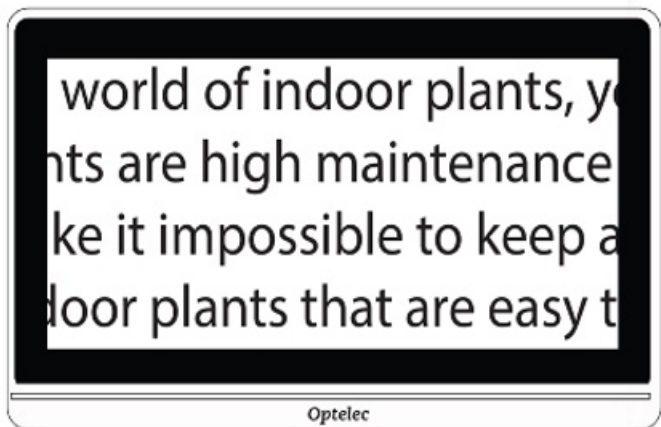 world of indoor plants, y
nts are high maintenance
ke it impossible to keep a
door plants that are easy t
Optelec